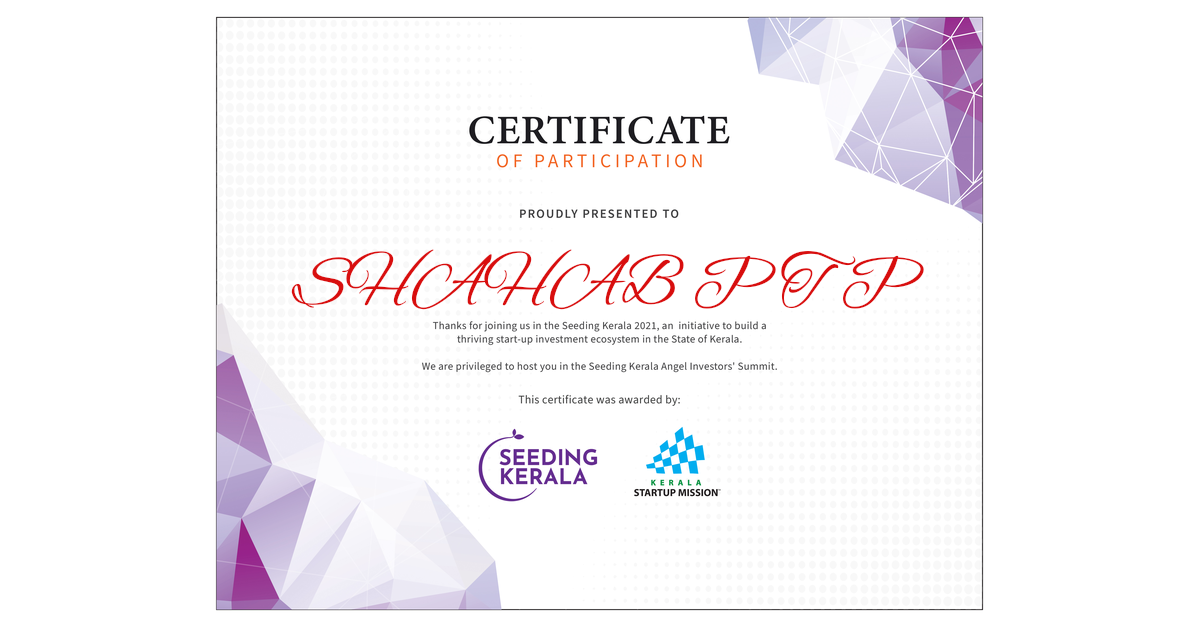 CERTIFICATE
OF PARTICIPATION
PROUDLY PRESENTED TO
SHAHAB PTP
Thanks for joining us in the Seeding Kerala 2021, an initiative to build a
thriving start-up investment ecosystem in the State of Kerala.
We are privileged to host you in the Seeding Kerala Angel Investors' Summit.
This certificate was awarded by:
SEEDING
KERALA
KERALA
STARTUP MISSION